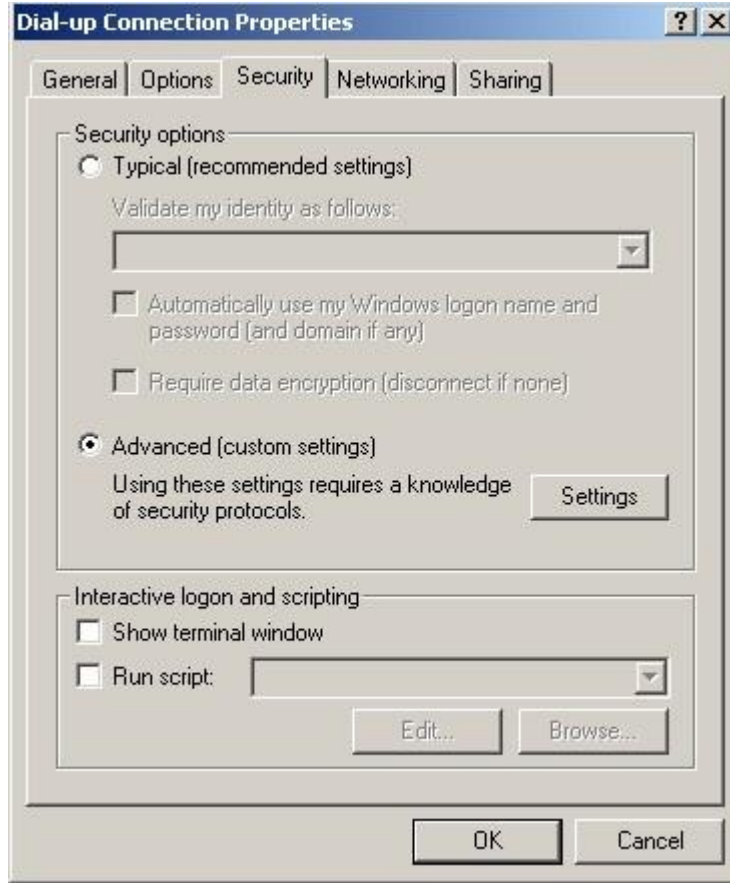 Dial-up Connection Properties
General Options Security Networking Sharing
Security options
Typical (recommended settings)
Validate my identity as follows:
Automatically use my Windows logon name and
password (and domain if any)
Require data encryption (disconnect if none)
Advanced (custom settings)
Using these settings requires a knowledge
of security protocols.
Settings
Interactive logon and scripting
Show terminal window
Run script:
Edit... Browse...
OK Cancel